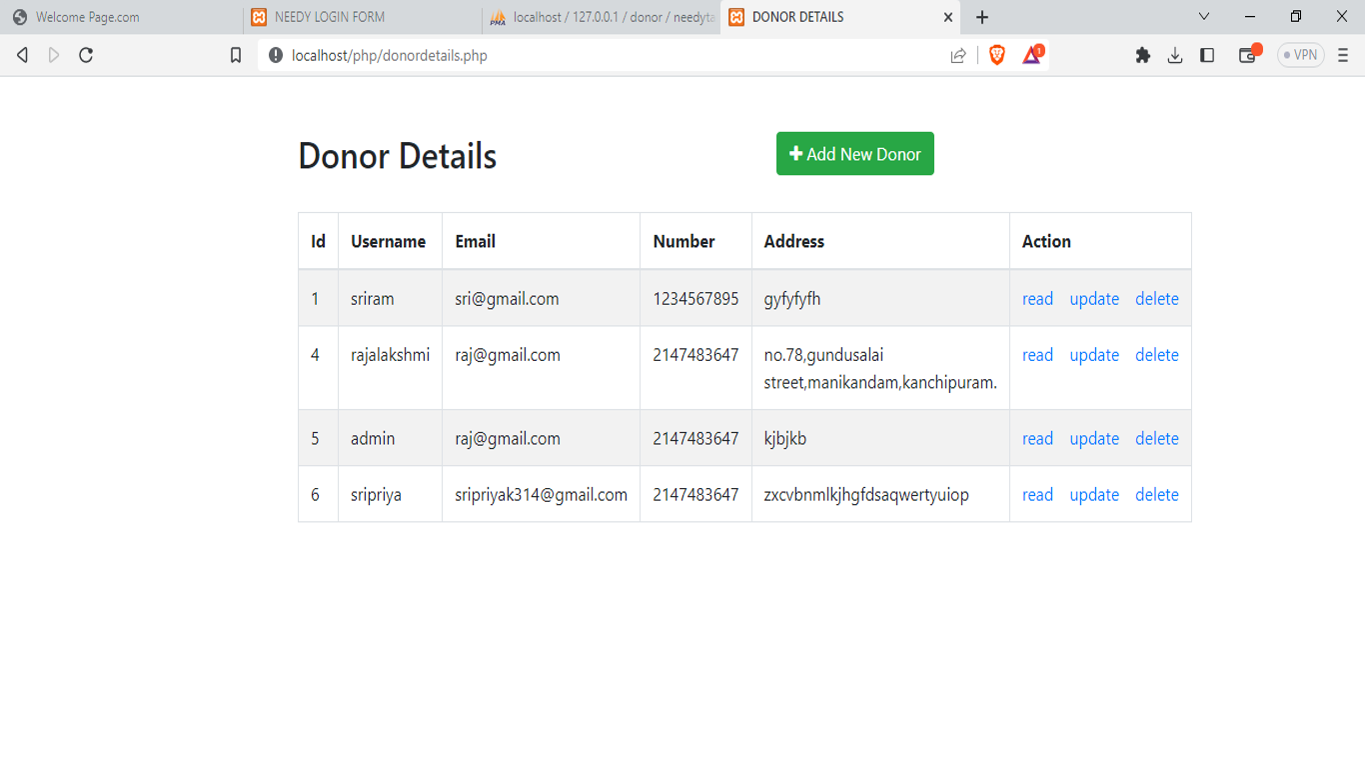 Welcome Page.com
NEEDY LOGIN FORM
localhost / 127.0.0.1 / donor / needyta
DONOR DETAILS
localhost/php/donordetails.php
1
VPN
Donor Details
Add New Donor
Id Username Email Number Address Action
1 sriram sri@gmail.com 1234567895 gyfyfyfh read update delete
4 rajalakshmi raj@gmail.com 2147483647 no.78,gundusalai read update delete
street,manikandam,kanchipuram.
5 admin raj@gmail.com 2147483647 kjbjkb read update delete
6 sripriya sripriyak314@gmail.com 2147483647 zxcvbnmlkjhgfdsaqwertyuiop read update delete